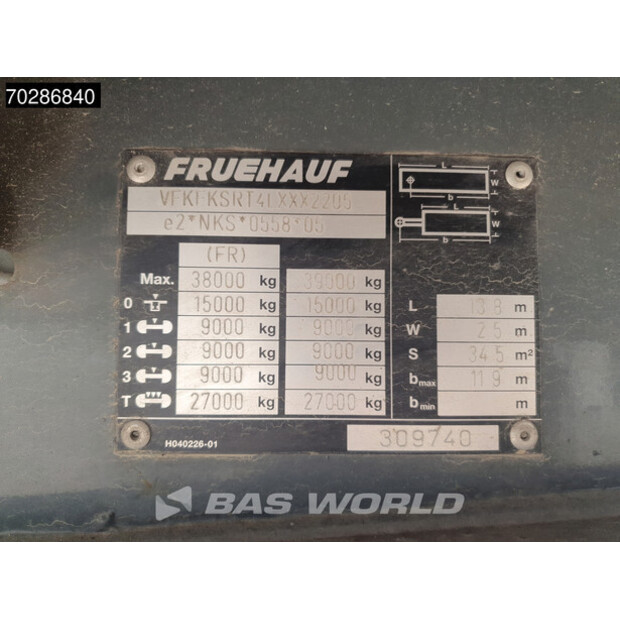 70286840
FRUEHAUF
e2*NKS*0558*05
(FR)
Max. 38000 kg 39000 kg
0 15000 kg 15000 kg
1 9000 kg 9000 kg
2 9000 kg 9000 kg
3 9000 kg 9000 kg
T 27000 kg 27000 kg
L
W
b
L
W
b
L 13.8 m
W 2.5 m
S 34.5 m²
bmax 11.9 m
bmin m
309740
H040226-01
BAS WORLD